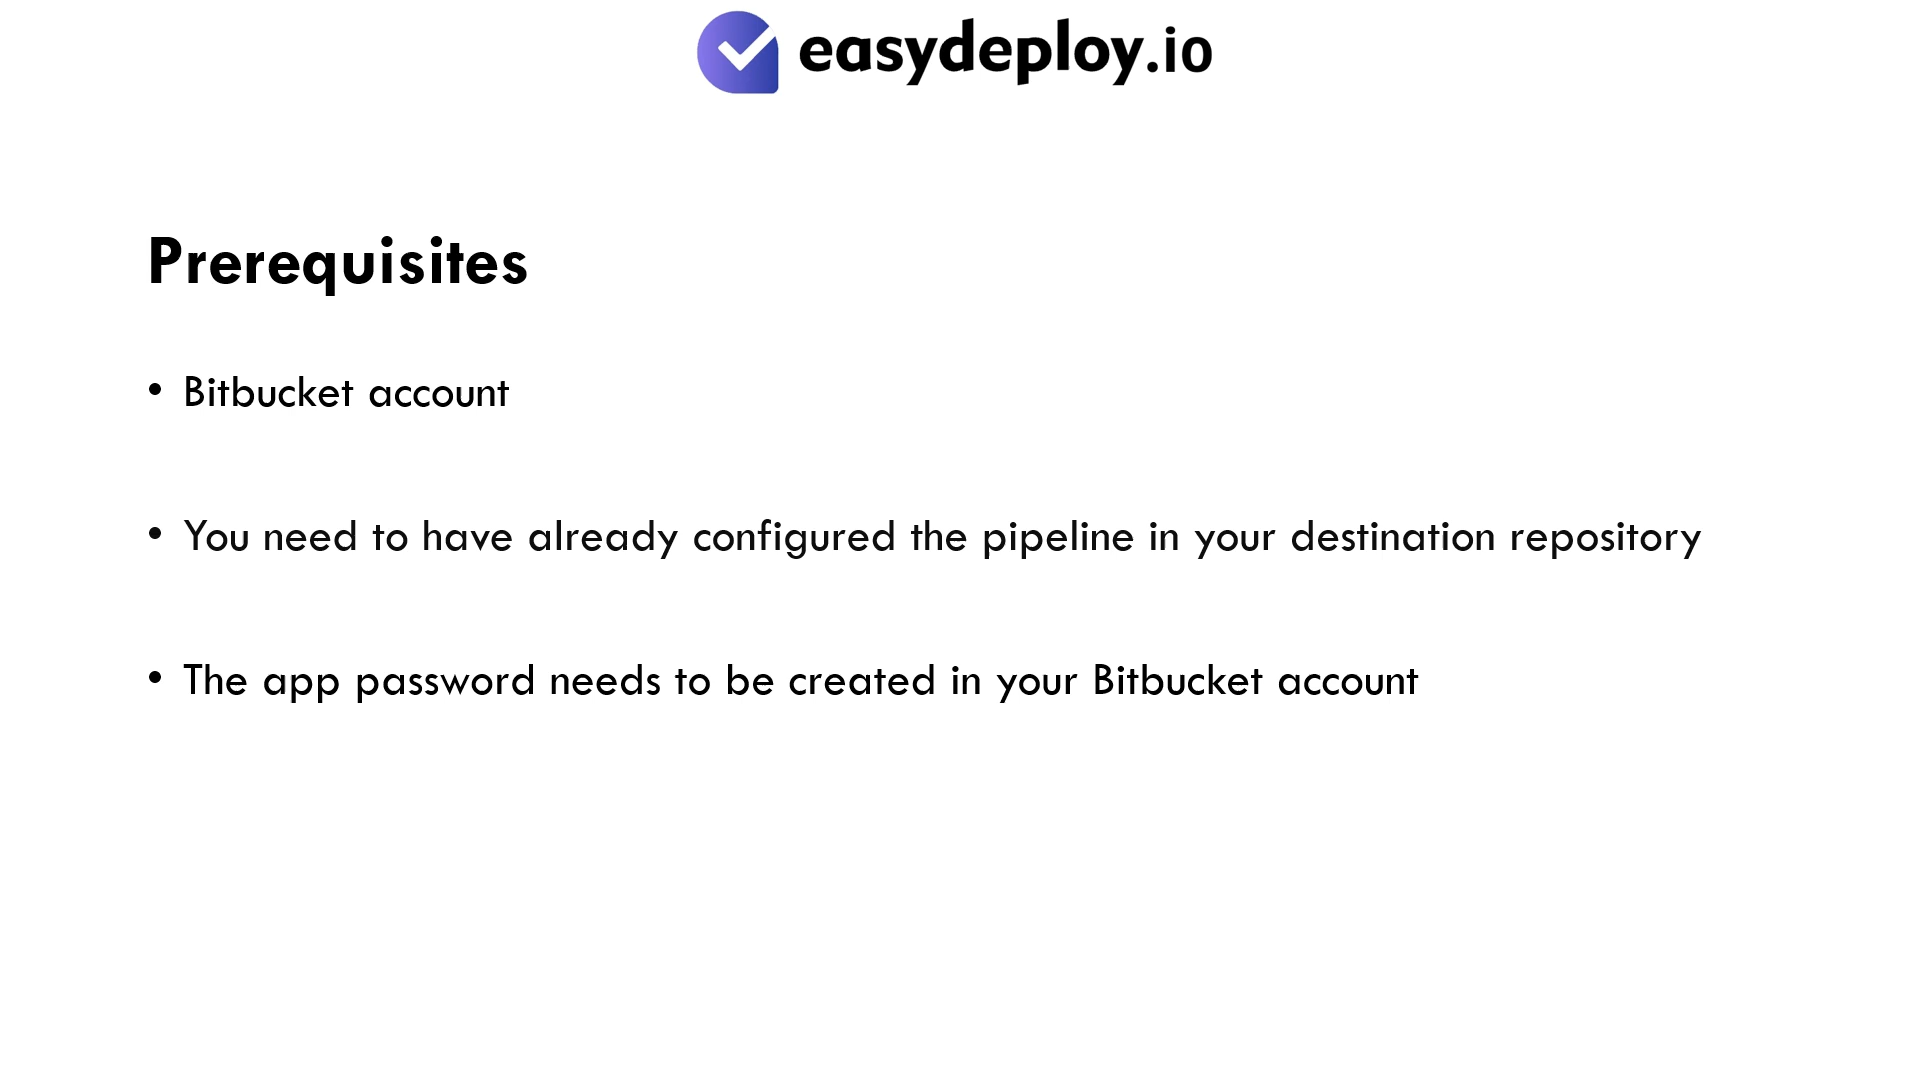 easydeploy.io
Prerequisites
• Bitbucket account
• You need to have already configured the pipeline in your destination repository
• The app password needs to be created in your Bitbucket account